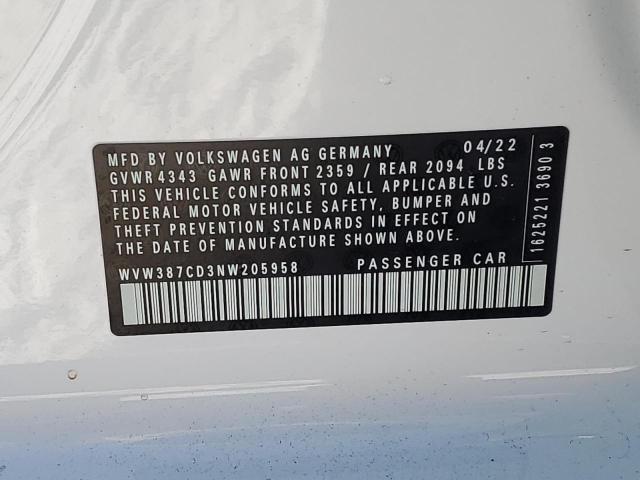 MFD BY VOLKSWAGEN AG GERMANY 04/22
GVWR 4343 GAWR FRONT 2359 / REAR 2094 LBS
THIS VEHICLE CONFORMS TO ALL APPLICABLE U.S.
FEDERAL MOTOR VEHICLE SAFETY, BUMPER AND
THEFT PREVENTION STANDARDS IN EFFECT ON
THE DATE OF MANUFACTURE SHOWN ABOVE.
WVW387CD3NW205958 PASSENGER CAR
1625221 3690 3